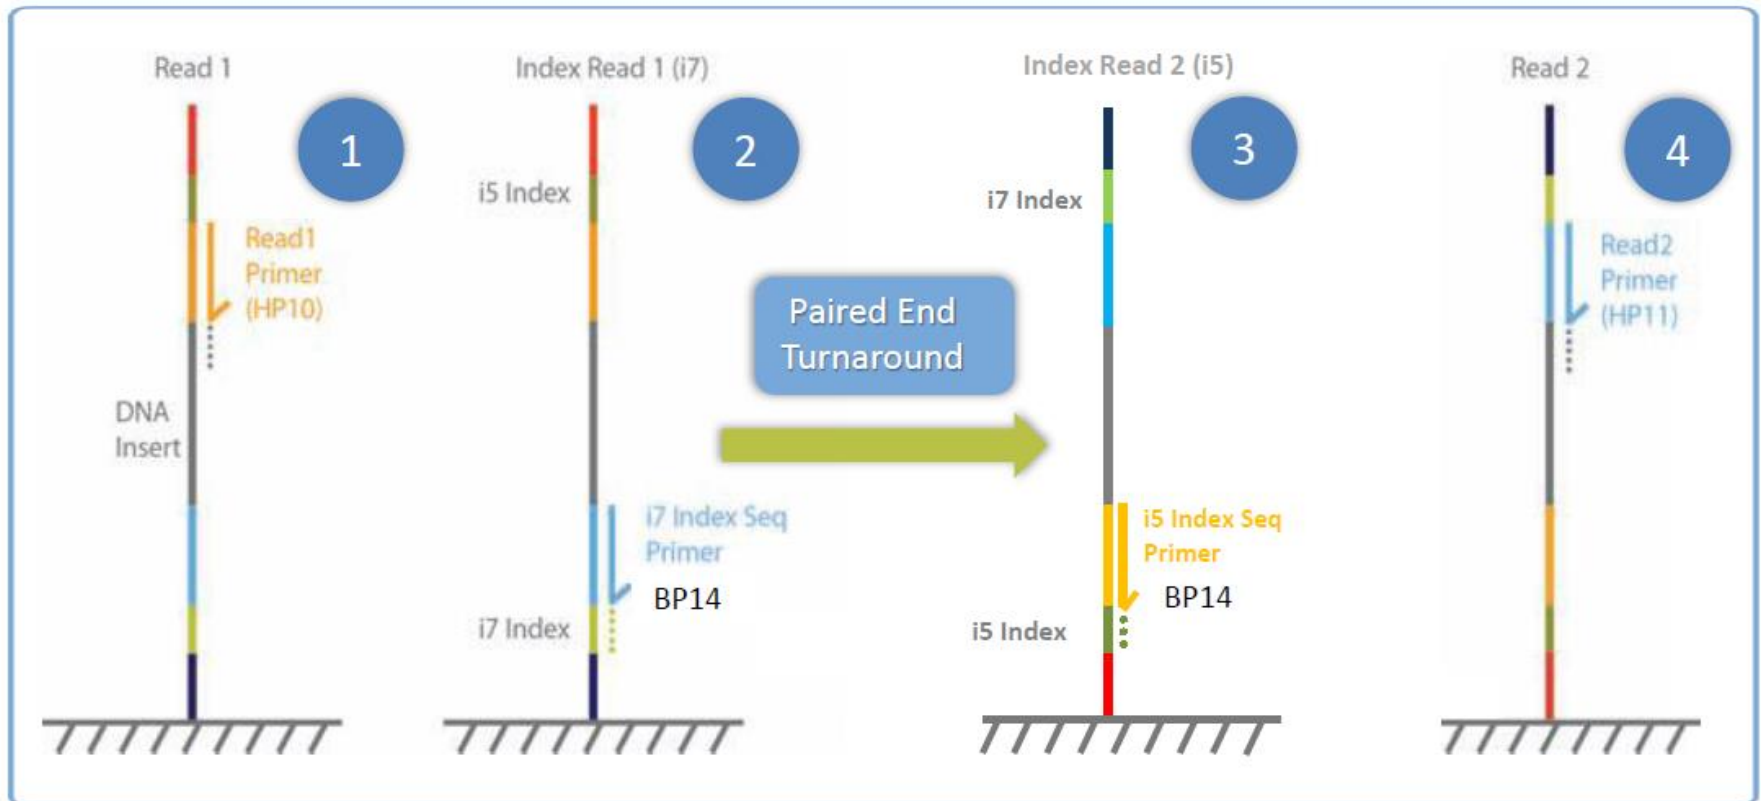 Read 1
1
Read1
Primer
(HP10)
DNA
Insert
Index Read 1 (i7)
2
i5 Index
i7 Index Seq
Primer
BP14
i7 Index
Paired End
Turnaround
Index Read 2 (i5)
3
i7 Index
i5 Index Seq
Primer
BP14
i5 Index
Read 2
4
Read2
Primer
(HP11)